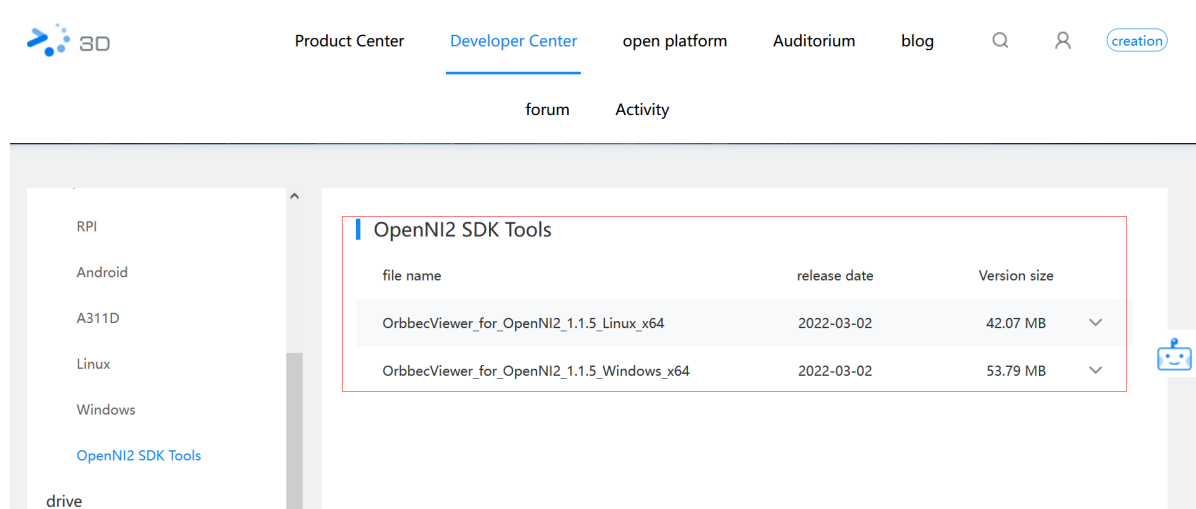 3D
Product Center Developer Center open platform Auditorium blog creation
forum Activity
RPI
Android
A311D
Linux
Windows
OpenNI2 SDK Tools
drive
OpenNI2 SDK Tools
file name release date Version size
OrbbecViewer_for_OpenNI2_1.1.5_Linux_x64 2022-03-02 42.07 MB
OrbbecViewer_for_OpenNI2_1.1.5_Windows_x64 2022-03-02 53.79 MB